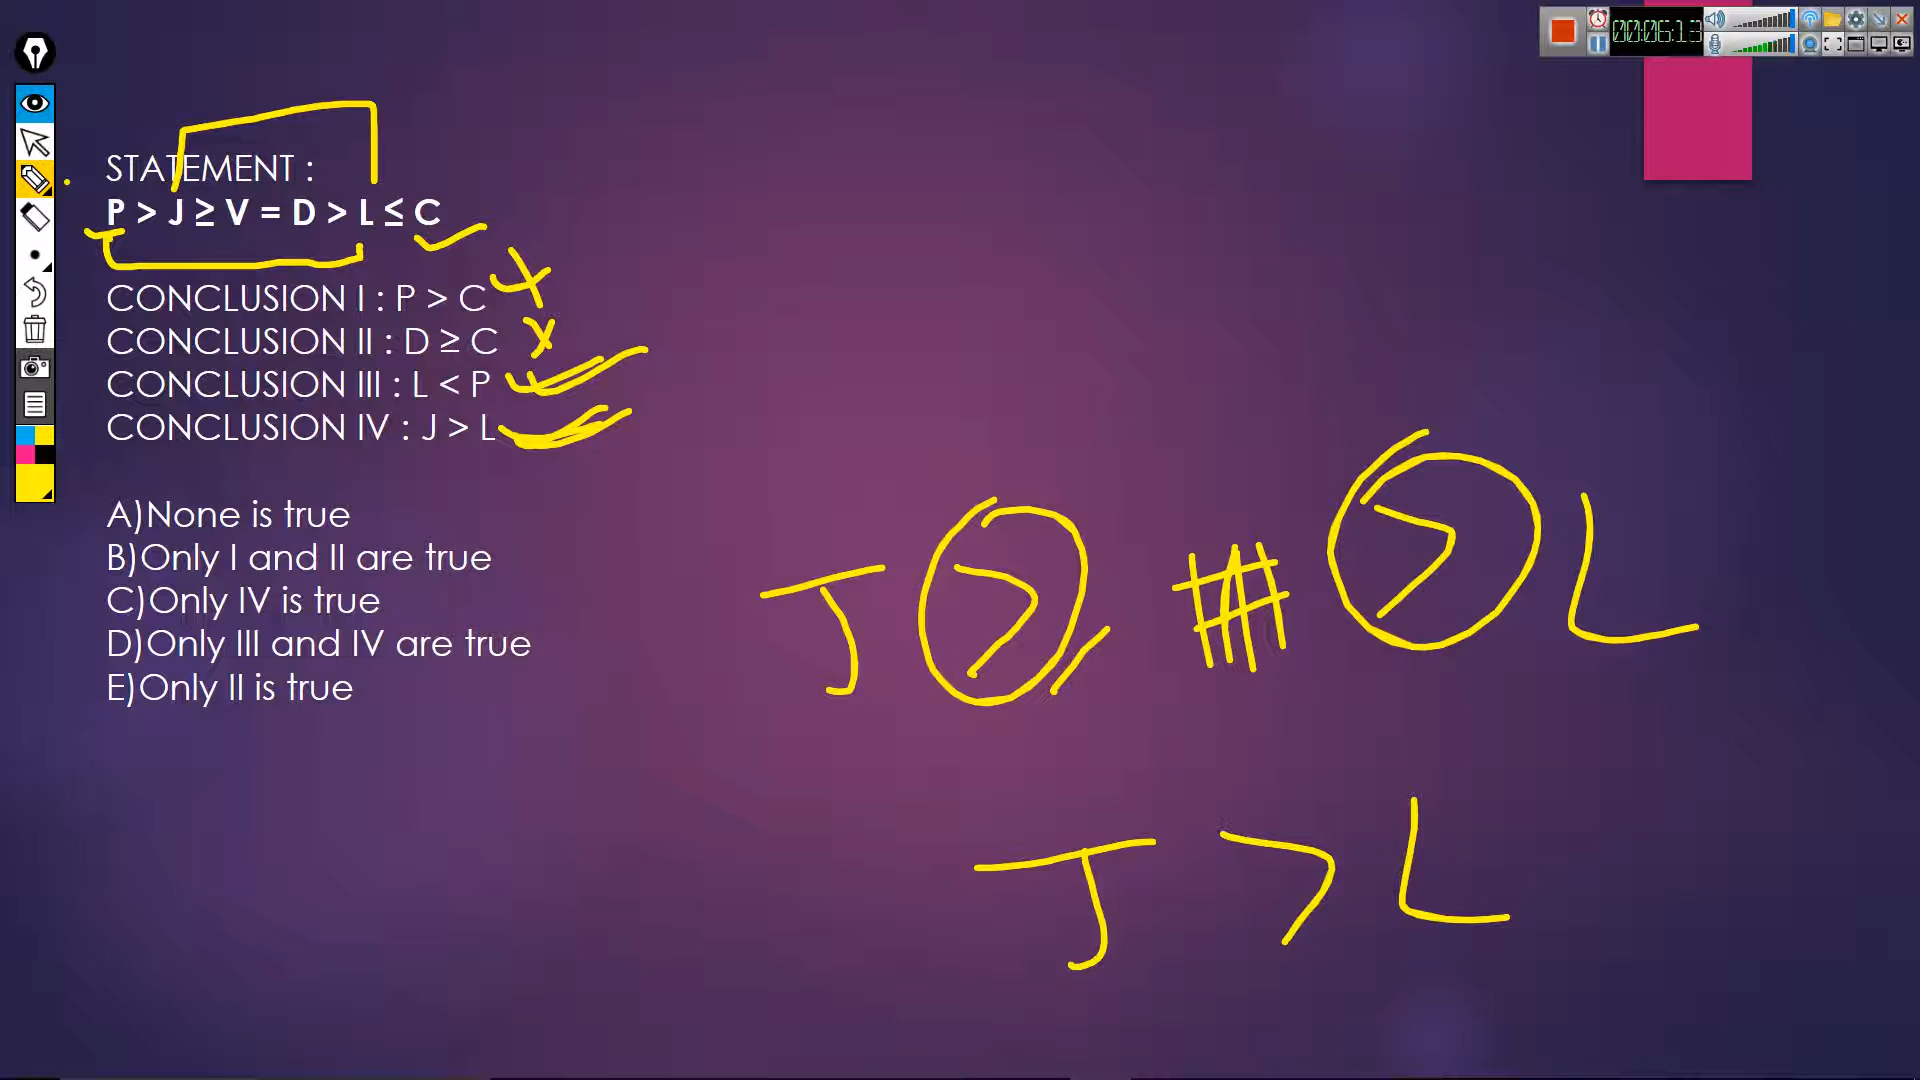 00:06:13
STATEMENT :
P > J ≥ V = D > L ≤ C
CONCLUSION I : P > C
CONCLUSION II : D ≥ C
CONCLUSION III : L < P
CONCLUSION IV : J > L
A)None is true
B)Only I and II are true
C)Only IV is true
D)Only III and IV are true
E)Only II is true
J ≥ > L
J > L